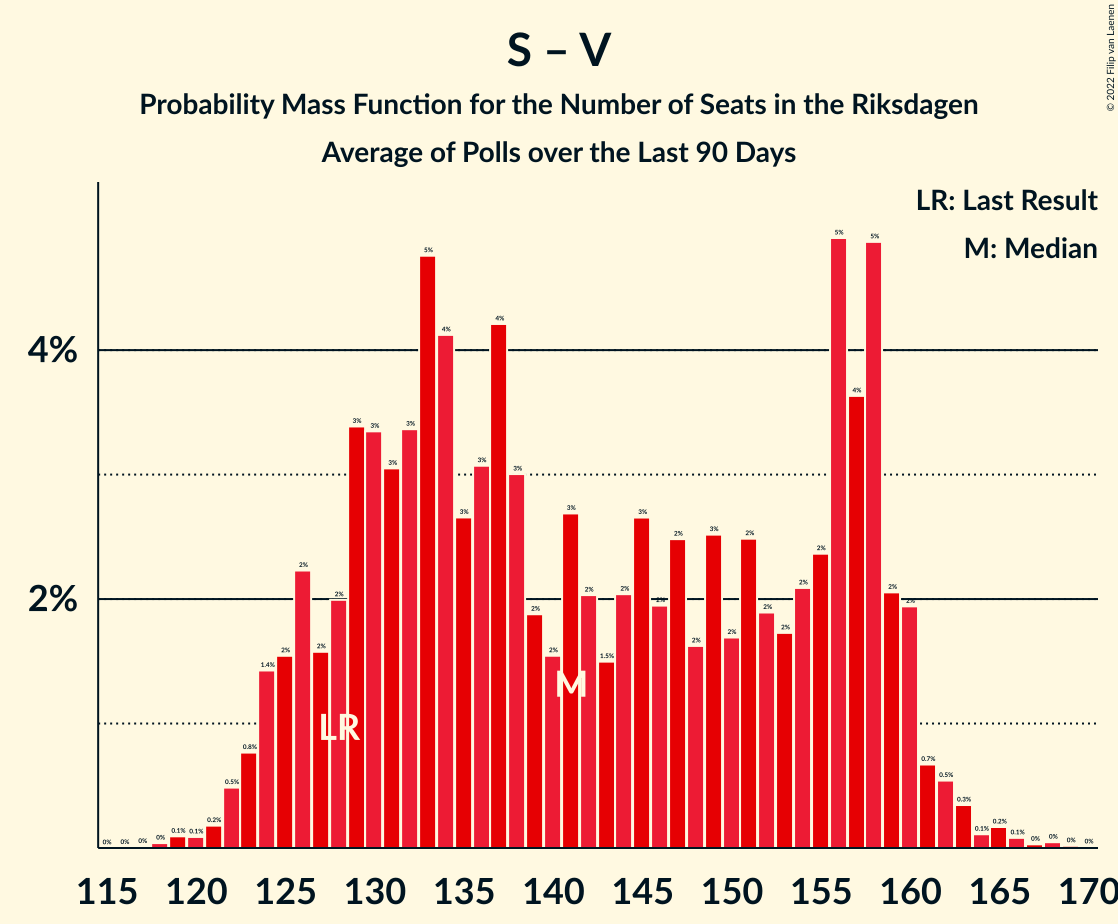 S – V
Probability Mass Function for the Number of Seats in the Riksdagen
Average of Polls over the Last 90 Days
© 2022 Filip van Laenen
LR: Last Result
M: Median
4%
2%
0% 0% 0% 0% 0.1% 0.1% 0.2% 0.5% 0.8% 1.4% 2% 2% 2% 2% 3% 3% 3% 3% 5% 4% 3% 3% 4% 3% 2% 2% 3% 2% 1.5% 2% 3% 2% 2% 2% 3% 2% 2% 2% 2% 2% 2% 5% 4% 5% 2% 2% 0.7% 0.5% 0.3% 0.1% 0.2% 0.1% 0% 0% 0% 0%
M
LR
115 120 125 130 135 140 145 150 155 160 165 170